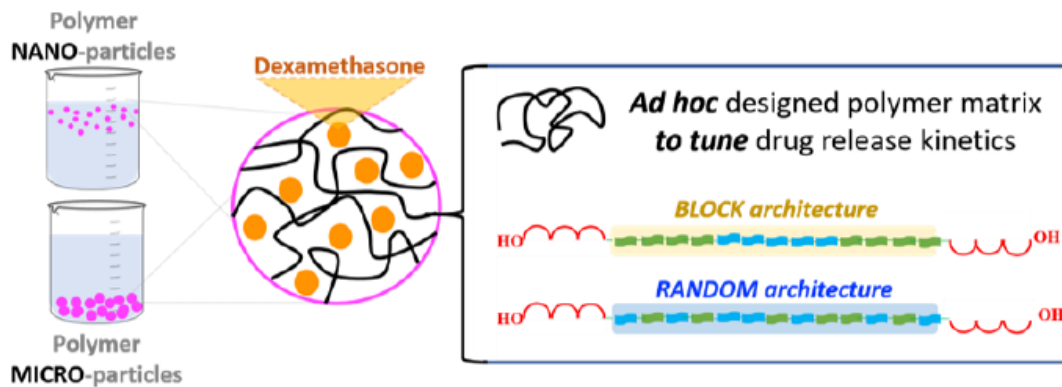 Polymer
NANO-particles
Dexamethasone
Ad hoc designed polymer matrix
to tune drug release kinetics
BLOCK architecture
HO
OH
RANDOM architecture
HO
OH
Polymer
MICRO-particles